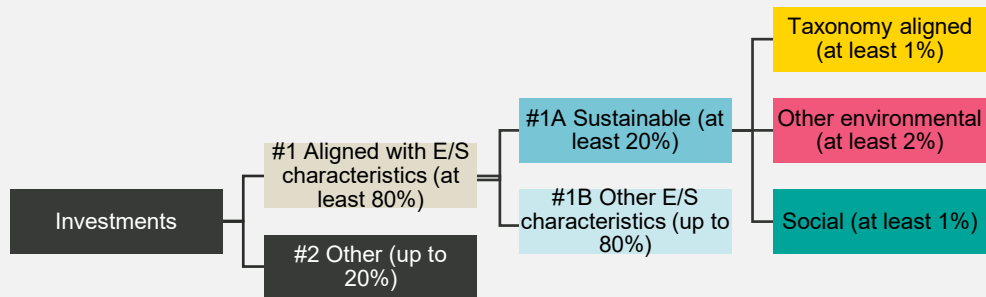 Investments
#1 Aligned with E/S
characteristics (at
least 80%)
#2 Other (up to
20%)
#1A Sustainable (at
least 20%)
#1B Other E/S
characteristics (up to
80%)
Taxonomy aligned
(at least 1%)
Other environmental
(at least 2%)
Social (at least 1%)